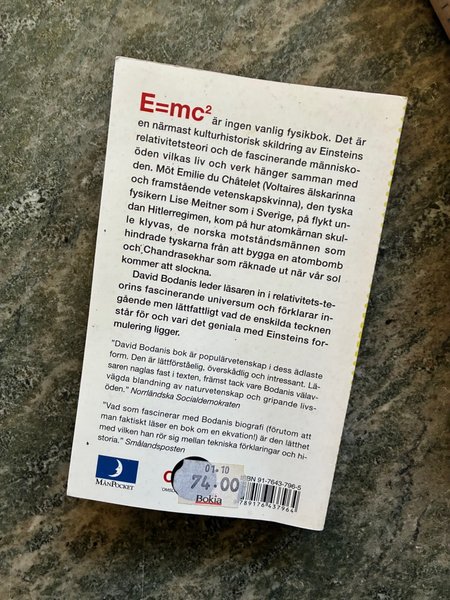 E=mc² är ingen vanlig fysikbok. Det är
en närmast kulturhistorisk skildring av Einsteins
relativitetsteori och de fascinerande människo-
öden vilkas liv och verk hänger samman med
den. Möt Emilie du Châtelet (Voltaires älskarinna
och framstående vetenskapskvinna), den tyska
fysikern Lise Meitner som i Sverige, på flykt un-
dan Hitlerregimen, kom på hur atomkärnan skul-
le klyvas, de norska motståndsmännen som
hindrade tyskarna från att bygga en atombomb
och Chandrasekhar som räknade ut när vår sol
kommer att slockna.
David Bodanis leder läsaren in i relativitets-te-
orins fascinerande universum och förklarar in-
gående men lättfattligt vad de enskilda tecknen
står för och vari det geniala med Einsteins for-
mulering ligger.
"David Bodanis bok är populärvetenskap i dess ädlaste
form. Den är lättförståelig, överskådlig och intressant. Lä-
saren naglas fast i texten, främst tack vare Bodanis välav-
vägda blandning av naturvetenskap och gripande livs-
öden." Norrländska Socialdemokraten
"Vad som fascinerar med Bodanis biografi (förutom att
man faktiskt läser en bok om en ekvation!) är den lätthet
med vilken han rör sig mellan tekniska förklaringar och hi-
storia." Smålandsposten
MånPocket
01.10
74.00
Bokia
ISBN 91-7643-796-5
9789176437964